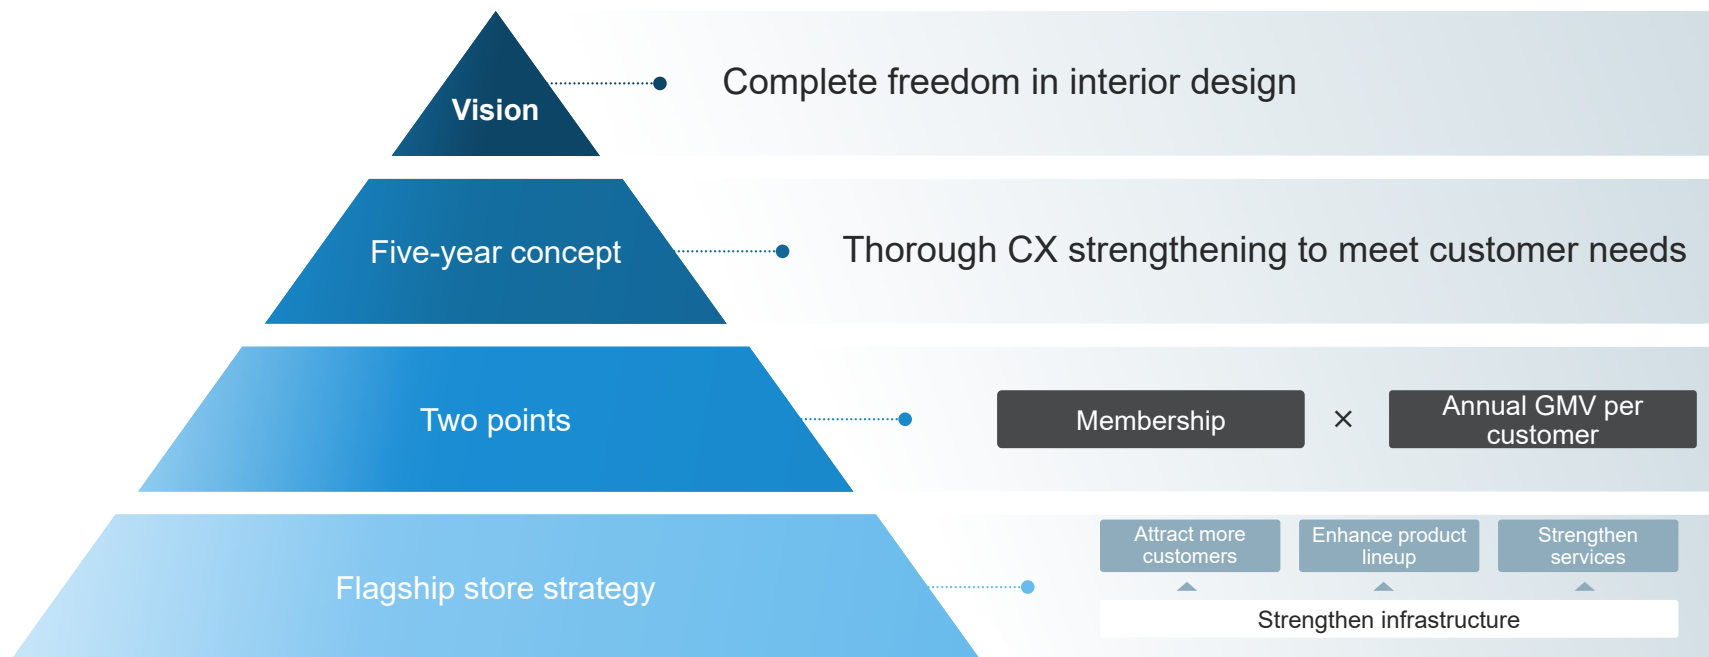 Vision
Complete freedom in interior design
Five-year concept
Thorough CX strengthening to meet customer needs
Two points
Membership
×
Annual GMV per
customer
Flagship store strategy
Attract more
customers
Enhance product
lineup
Strengthen
services
Strengthen infrastructure